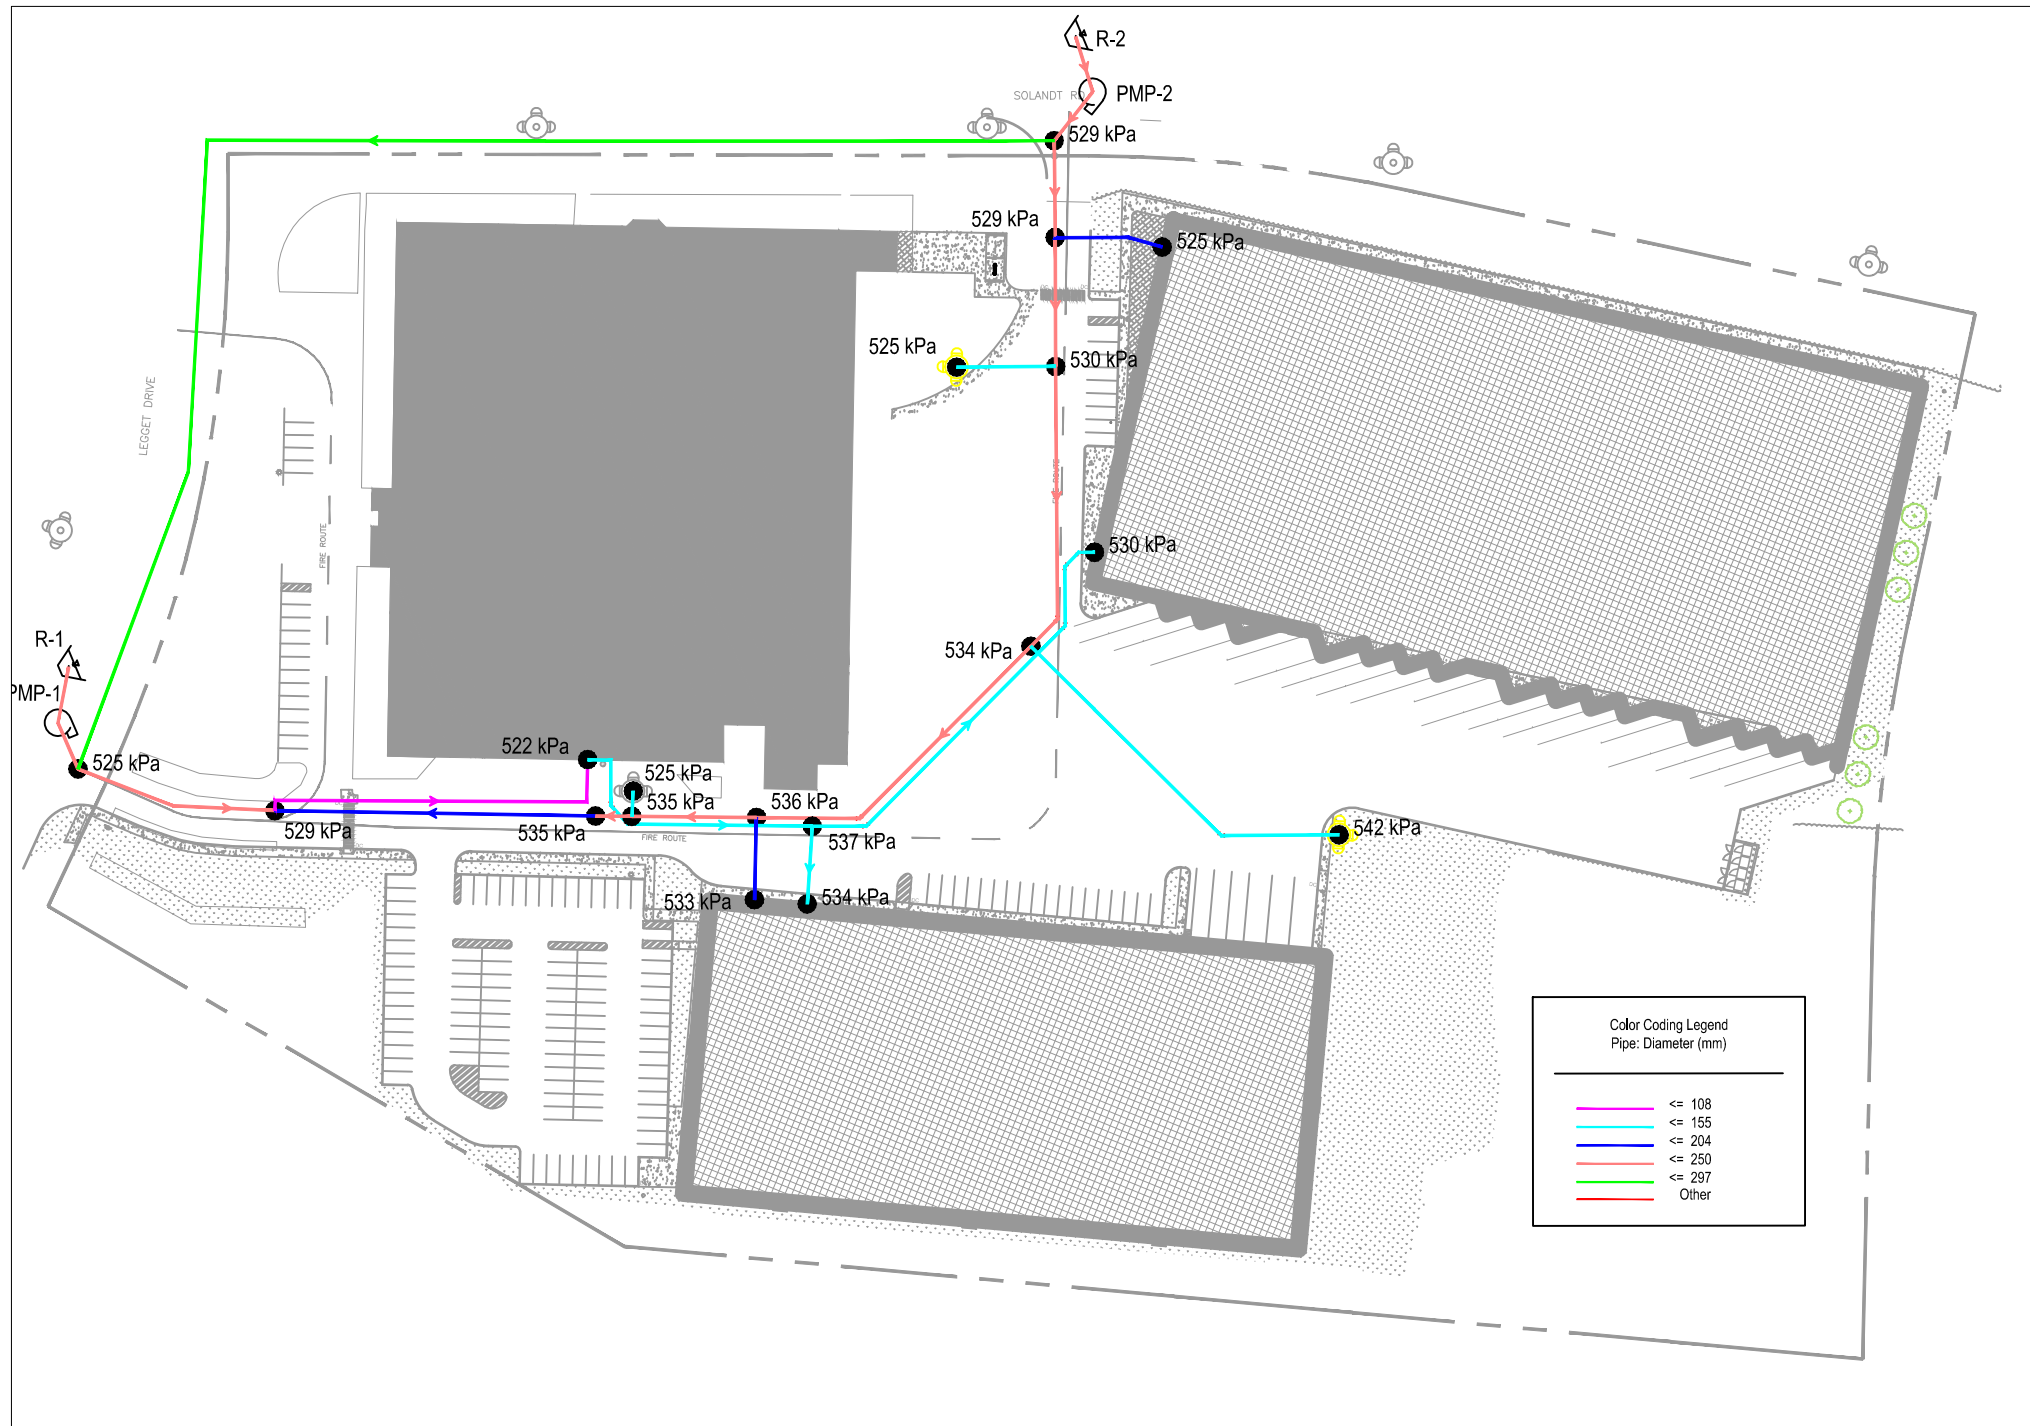 R-2
PMP-2
SOLANDT RD
529 kPa
529 kPa
525 kPa
525 kPa
530 kPa
LEGGET DRIVE
FIRE ROUTE
FIRE ROUTE
530 kPa
R-1
534 kPa
PMP-1
522 kPa
525 kPa
525 kPa
535 kPa
536 kPa
529 kPa
535 kPa
FIRE ROUTE
537 kPa
542 kPa
533 kPa
534 kPa
Color Coding Legend
Pipe: Diameter (mm)
<= 108
<= 155
<= 204
<= 250
<= 297
Other